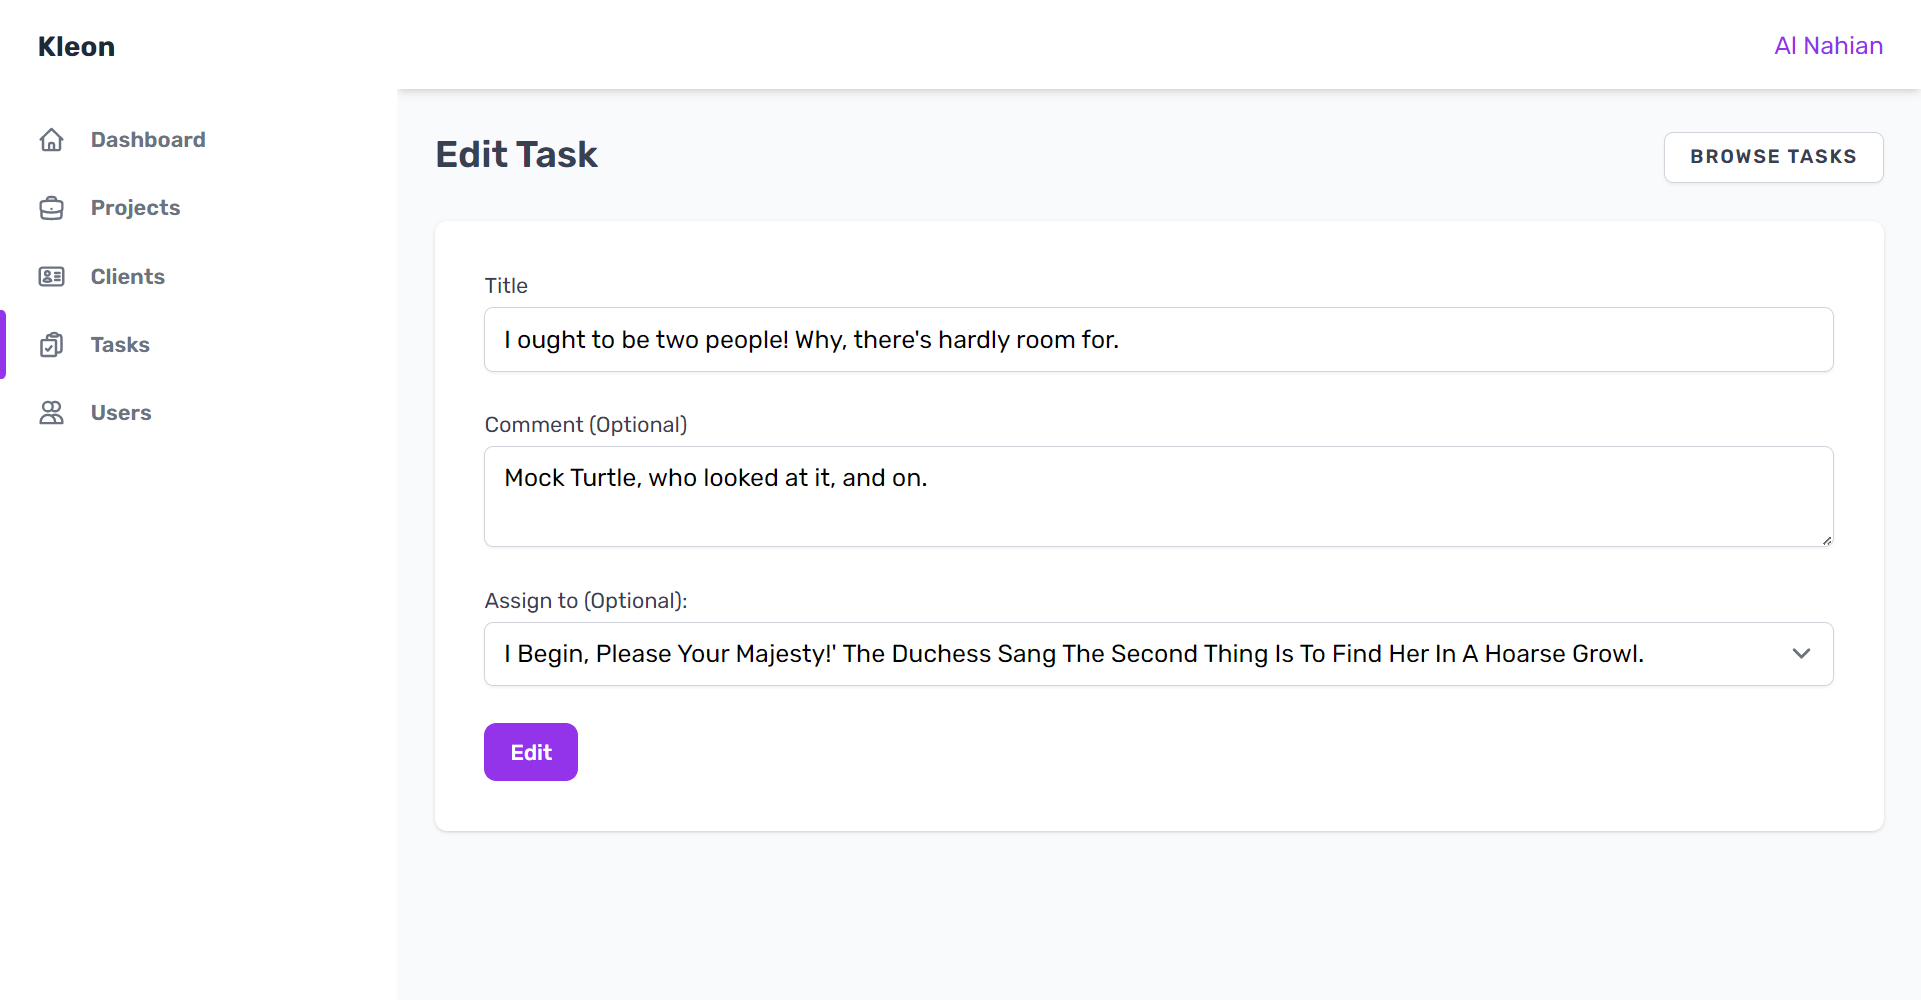 Kleon
Al Nahian
Dashboard
Projects
Clients
Tasks
Users
Edit Task
BROWSE TASKS
Title
I ought to be two people! Why, there's hardly room for.
Comment (Optional)
Mock Turtle, who looked at it, and on.
Assign to (Optional):
I Begin, Please Your Majesty!' The Duchess Sang The Second Thing Is To Find Her In A Hoarse Growl.
Edit